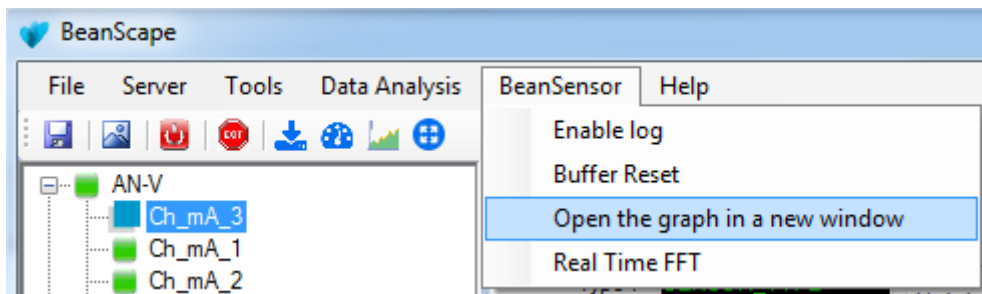 BeanScape
File Server Tools Data Analysis BeanSensor Help
Enable log
Buffer Reset
Open the graph in a new window
Real Time FFT
EXIT
AN-V
Ch_mA_3
Ch_mA_1
Ch_mA_2